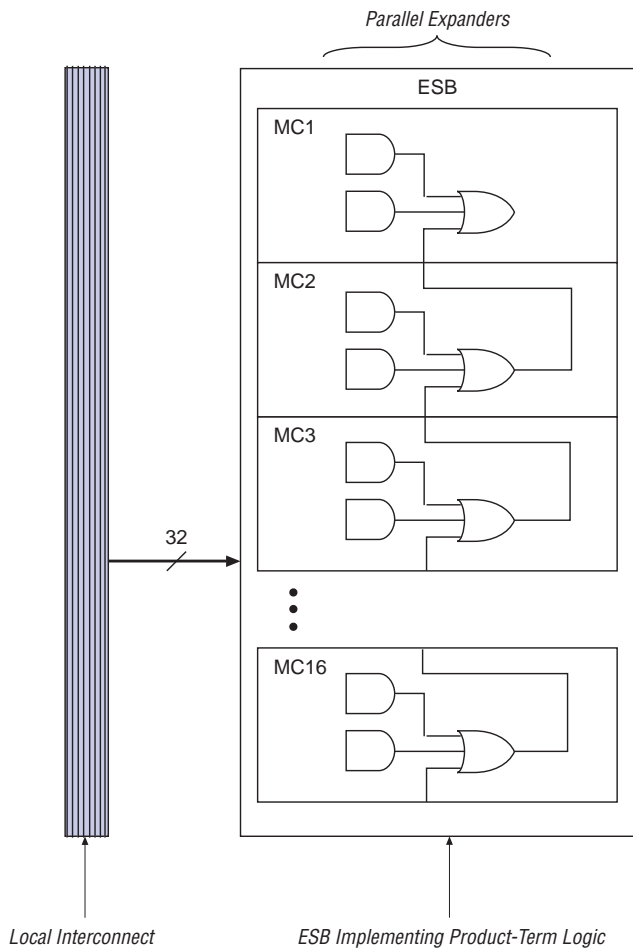 Parallel Expanders
ESB
MC1
MC2
MC3
32
MC16
Local Interconnect
ESB Implementing Product-Term Logic